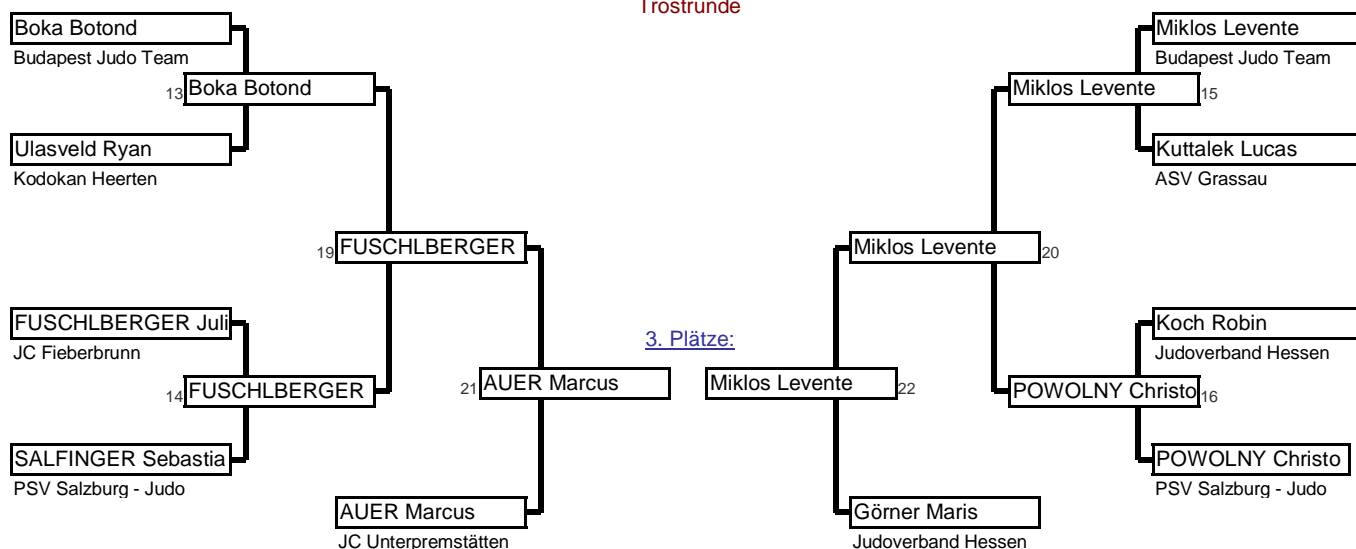 Trostrunde
Boka Botond
Budapest Judo Team
13 Boka Botond
Ulasveld Ryan
Kodokan Heerten
19 FUSCHLBERGER
FUSCHLBERGER Juli
JC Fieberbrunn
14 FUSCHLBERGER
SALFINGER Sebastia
PSV Salzburg - Judo
21 AUER Marcus
AUER Marcus
JC Unterpremstätten
3. Plätze:
Miklos Levente
Budapest Judo Team
Miklos Levente 15
Kuttalek Lucas
ASV Grassau
Miklos Levente 20
Koch Robin
Judoverband Hessen
POWOLNY Christo 16
POWOLNY Christo
PSV Salzburg - Judo
Miklos Levente 22
Görner Maris
Judoverband Hessen